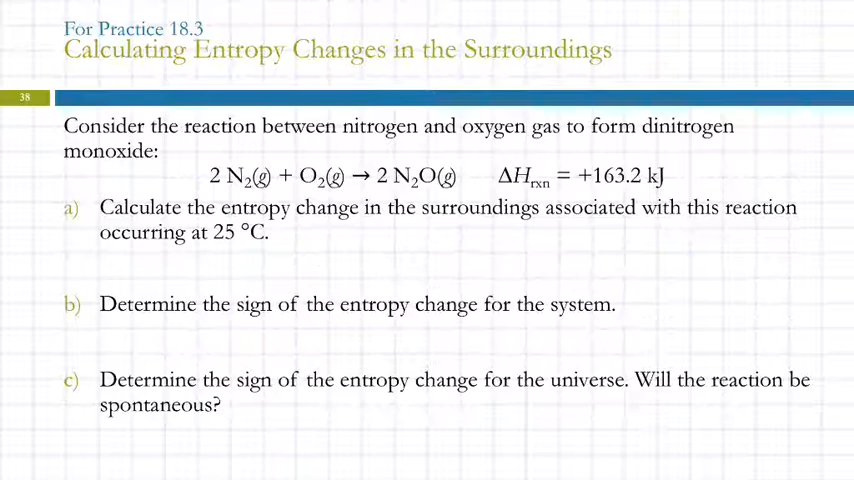 For Practice 18.3
Calculating Entropy Changes in the Surroundings
38
Consider the reaction between nitrogen and oxygen gas to form dinitrogen
monoxide:
2 N₂(g) + O₂(g) → 2 N₂O(g) ΔHrxn = +163.2 kJ
a) Calculate the entropy change in the surroundings associated with this reaction
occurring at 25 °C.
b) Determine the sign of the entropy change for the system.
c) Determine the sign of the entropy change for the universe. Will the reaction be
spontaneous?